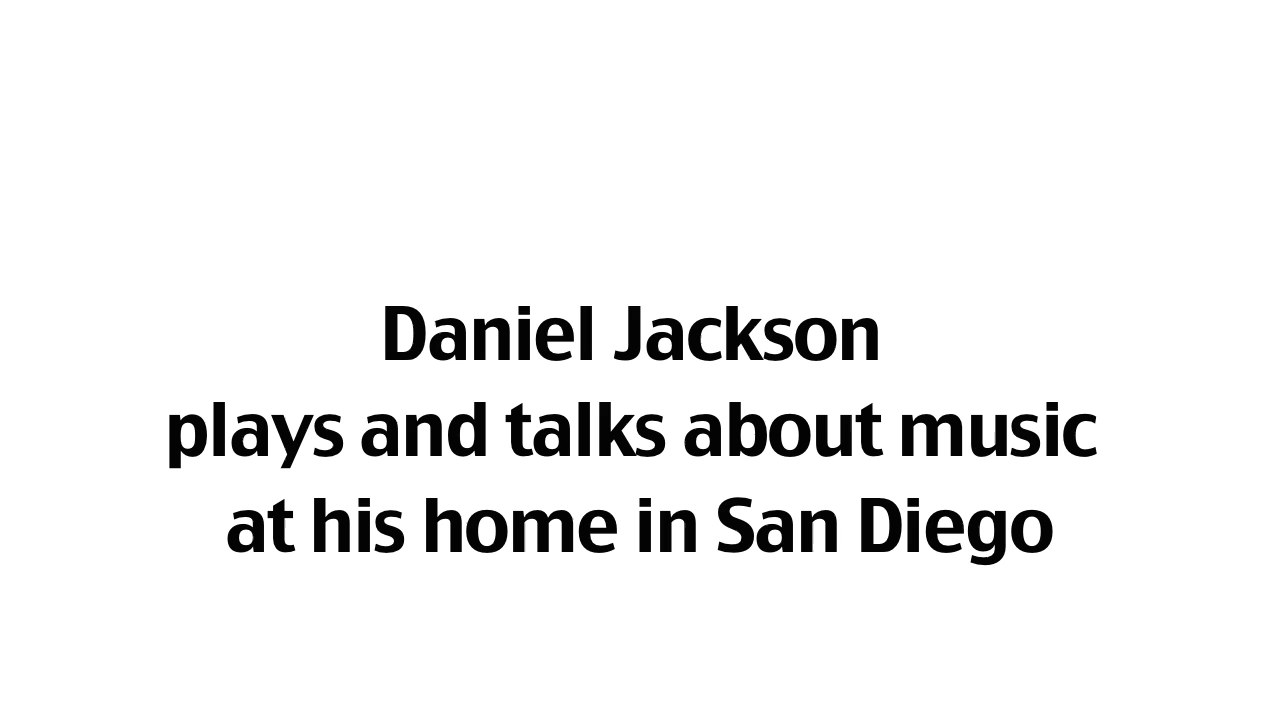 Daniel Jackson
plays and talks about music
at his home in San Diego